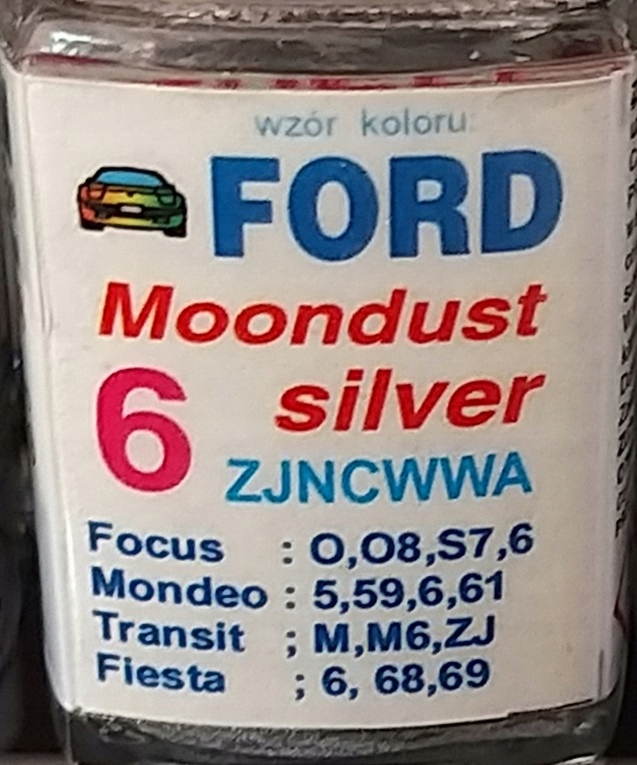 wzór koloru
FORD
Moondust
6 silver
ZJNCWWA
Focus : O,O8,S7,6
Mondeo : 5,59,6,61
Transit ; M,M6,ZJ
Fiesta ; 6, 68,69